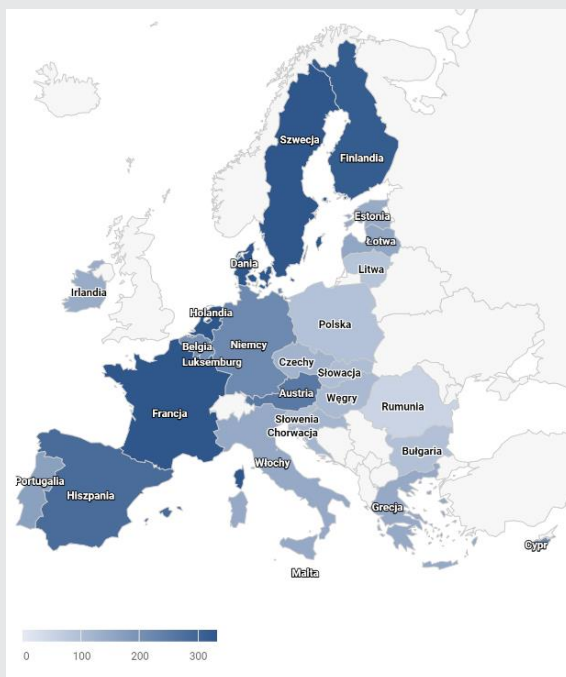 Szwecja
Finlandia
Estonia
Łotwa
Dania
Litwa
Irlandia
Holandia
Polska
Belgia
Niemcy
Luksemburg
Czechy
Słowacja
Austria
Węgry
Rumunia
Francja
Słowenia
Chorwacja
Bułgaria
Włochy
Portugalia
Hiszpania
Grecja
Cypr
Malta
0 100 200 300